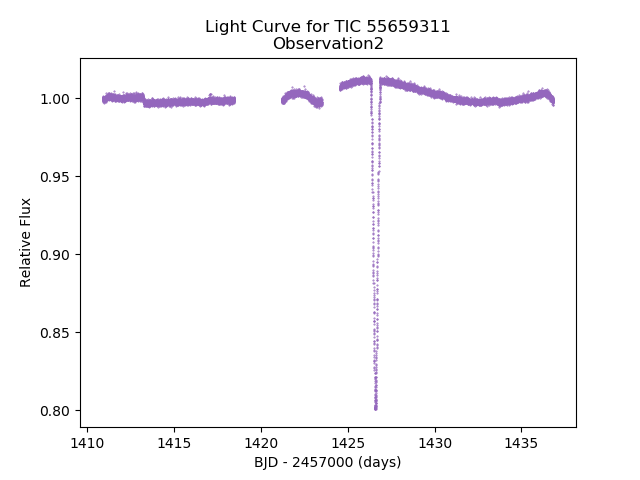 Light Curve for TIC 55659311
Observation2
1.00
0.95
0.90
0.85
0.80
Relative Flux
1410 1415 1420 1425 1430 1435
BJD - 2457000 (days)